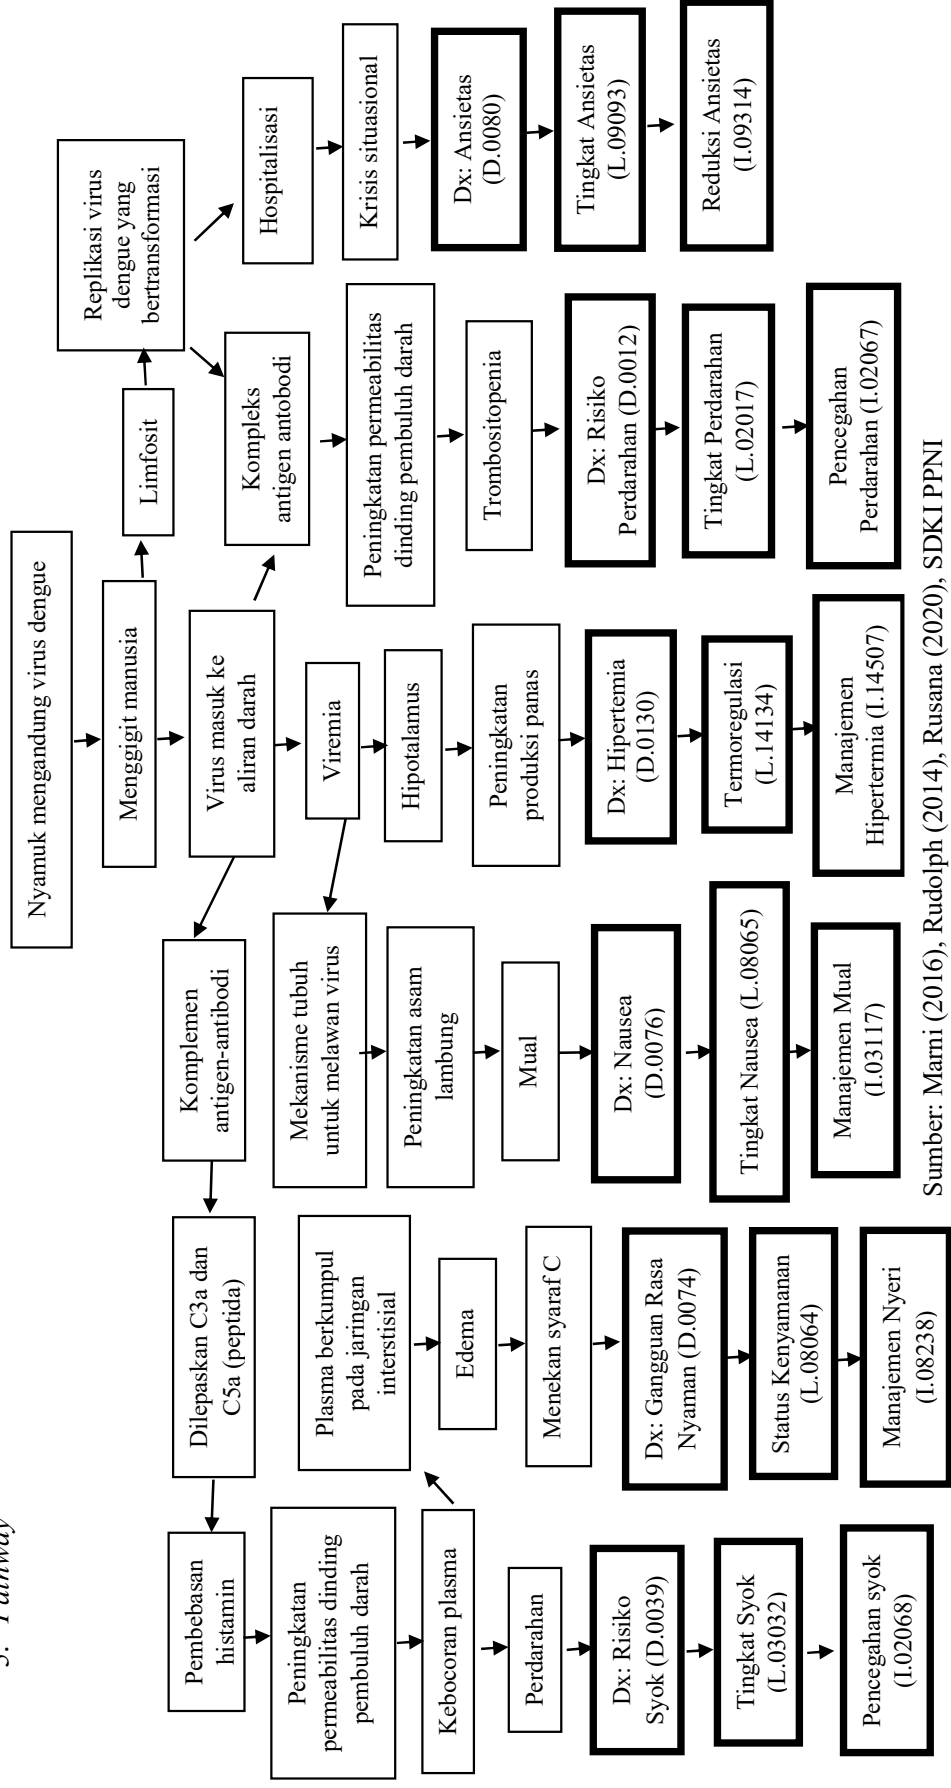 Nyamuk mengandung virus dengue
Menggigit manusia
Limfosit
Replikasi virus
dengue yang
bertransformasi
Virus masuk ke
aliran darah
Komplemen
antigen-antibodi
Dilepaskan C3a dan
C5a (peptida)
Pembebasan
histamin
Peningkatan
permeabilitas dinding
pembuluh darah
Kebocoran plasma
Perdarahan
Dx: Risiko
Syok (D.0039)
Tingkat Syok
(L.03032)
Pencegahan syok
(I.02068)
Plasma berkumpul
pada jaringan
interstisial
Edema
Menekan syaraf C
Dx: Gangguan Rasa
Nyaman (D.0074)
Status Kenyamanan
(L.08064)
Manajemen Nyeri
(I.08238)
Mekanisme tubuh
untuk melawan virus
Peningkatan asam
lambung
Mual
Dx: Nausea
(D.0076)
Tingkat Nausea (L.08065)
Manajemen Mual
(I.03117)
Viremia
Hipotalamus
Peningkatan
produksi panas
Dx: Hipertemia
(D.0130)
Termoregulasi
(L.14134)
Manajemen
Hipertermia (I.14507)
Kompleks
antigen antobodi
Peningkatan permeabilitas
dinding pembuluh darah
Trombositopenia
Dx: Risiko
Perdarahan (D.0012)
Tingkat Perdarahan
(L.02017)
Pencegahan
Perdarahan (I.02067)
Hospitalisasi
Krisis situasional
Dx: Ansietas
(D.0080)
Tingkat Ansietas
(L.09093)
Reduksi Ansietas
(I.09314)
Sumber: Marni (2016), Rudolph (2014), Rusana (2020), SDKI PPNI